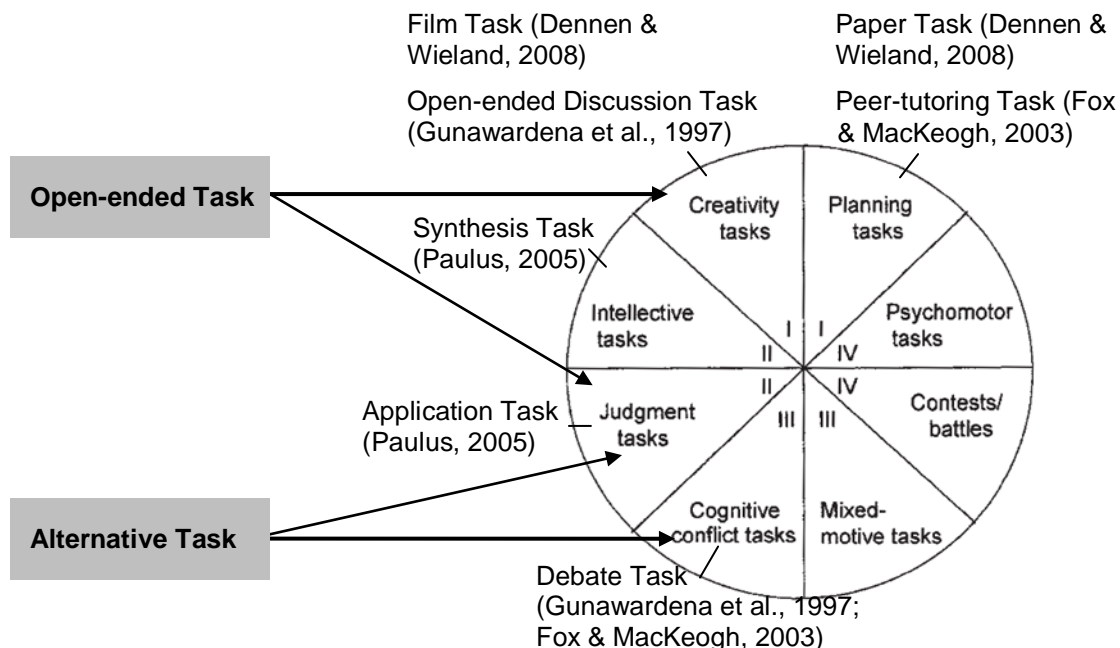 Film Task (Dennen &
Wieland, 2008)
Open-ended Discussion Task
(Gunawardena et al., 1997)
Paper Task (Dennen &
Wieland, 2008)
Peer-tutoring Task (Fox
& MacKeogh, 2003)
Open-ended Task
Creativity
tasks
Planning
tasks
Synthesis Task
(Paulus, 2005)
Intellective
tasks
Psychomotor
tasks
I I
II IV
II IV
III III
Application Task
(Paulus, 2005)
Judgment
tasks
Contests/
battles
Alternative Task
Cognitive
conflict tasks
Mixed-
motive tasks
Debate Task
(Gunawardena et al., 1997;
Fox & MacKeogh, 2003)